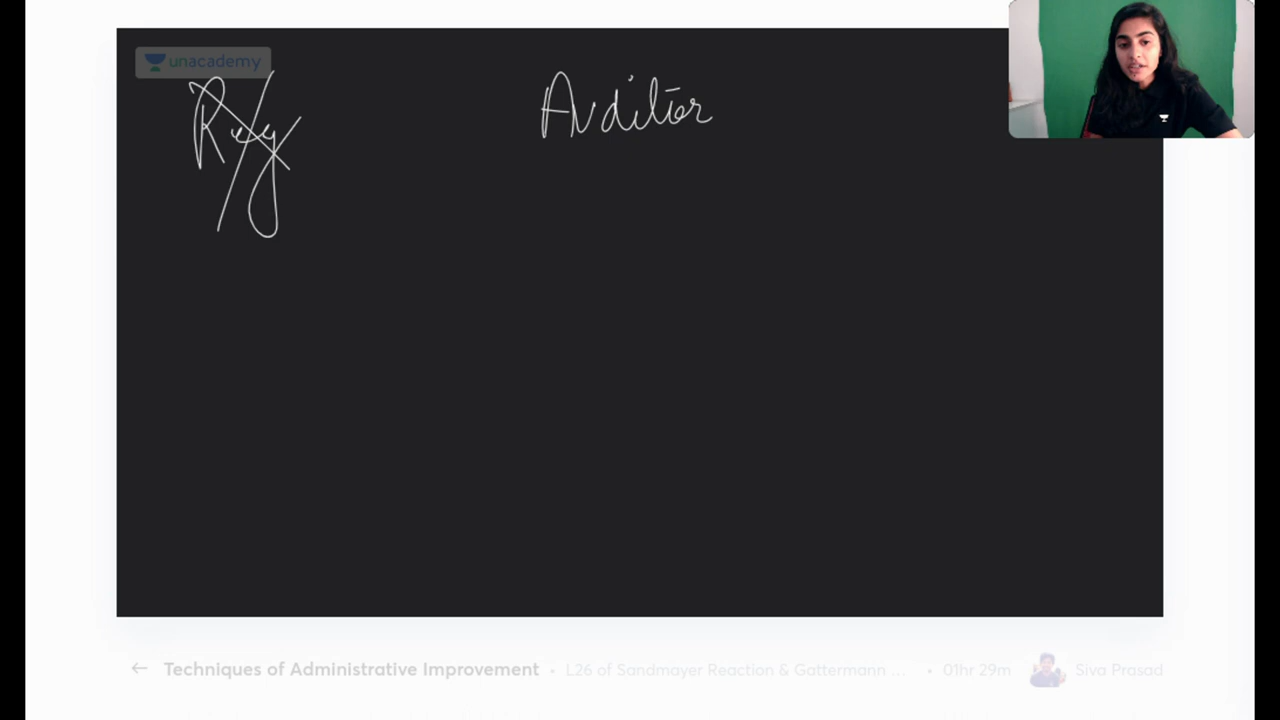 unacademy
Auditor
← Techniques of Administrative Improvement • L26 of Sandmayer Reaction & Gattermann ... • 01hr 29m Siva Prasad